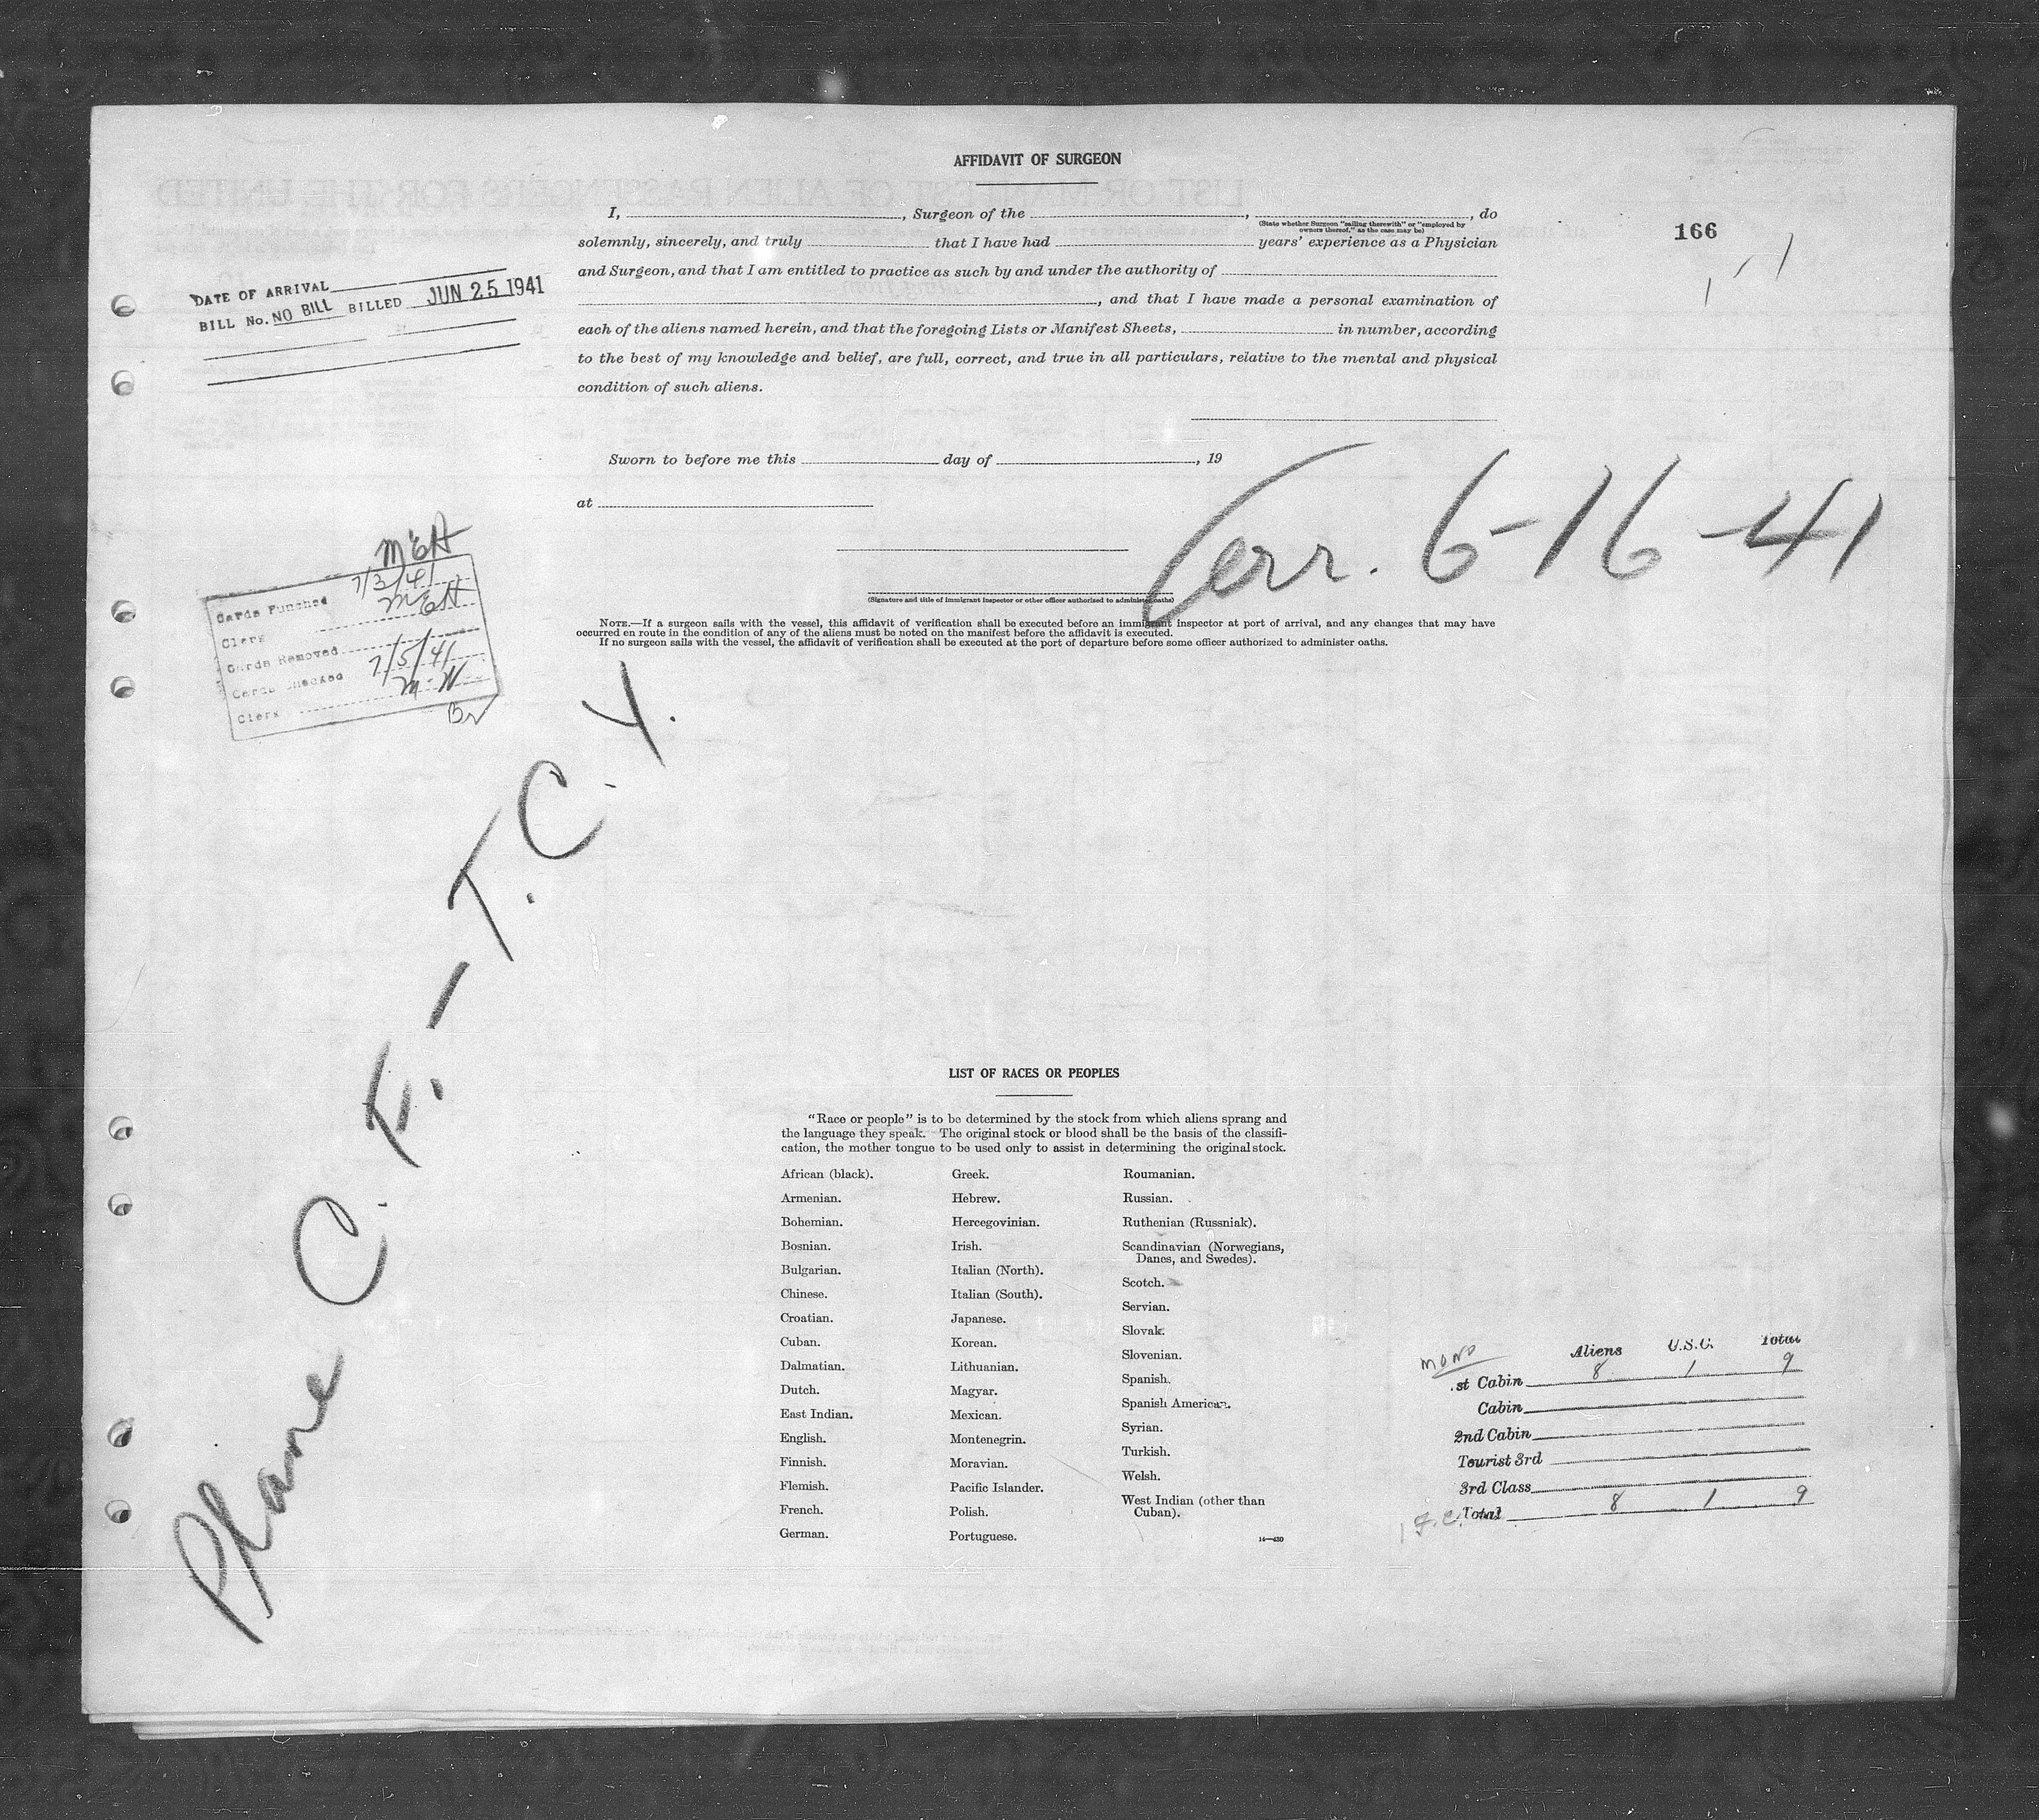 AFFIDAVIT OF SURGEON
I, , Surgeon of the , , do
(State whether Surgeon "sailing therewith" or "employed by
owners thereof," as the case may be)
solemnly, sincerely, and truly that I have had years' experience as a Physician
and Surgeon, and that I am entitled to practice as such by and under the authority of
, and that I have made a personal examination of
each of the aliens named herein, and that the foregoing Lists or Manifest Sheets, in number, according
to the best of my knowledge and belief, are full, correct, and true in all particulars, relative to the mental and physical
condition of such aliens.
166
DATE OF ARRIVAL
BILL No. NO BILL BILLED JUN 25 1941
Sworn to before me this day of , 19
at
(Signature and title of immigrant inspector or other officer authorized to administer oaths)
arr. 6-16-41
NOTE.—If a surgeon sails with the vessel, this affidavit of verification shall be executed before an immigrant inspector at port of arrival, and any changes that may have
occurred en route in the condition of any of the aliens must be noted on the manifest before the affidavit is executed.
If no surgeon sails with the vessel, the affidavit of verification shall be executed at the port of departure before some officer authorized to administer oaths.
McH
Cards Punched 7/3/41
Clerk McH
Cards Removed
Cards Checked 7/5/41
Clerk M.N.
Plane C. F. - T. C. Y.
LIST OF RACES OR PEOPLES
"Race or people" is to be determined by the stock from which aliens sprang and
the language they speak. The original stock or blood shall be the basis of the classifi-
cation, the mother tongue to be used only to assist in determining the original stock.
African (black).
Armenian.
Bohemian.
Bosnian.
Bulgarian.
Chinese.
Croatian.
Cuban.
Dalmatian.
Dutch.
East Indian.
English.
Finnish.
Flemish.
French.
German.
Greek.
Hebrew.
Hercegovinian.
Irish.
Italian (North).
Italian (South).
Japanese.
Korean.
Lithuanian.
Magyar.
Mexican.
Montenegrin.
Moravian.
Pacific Islander.
Polish.
Portuguese.
Roumanian.
Russian.
Ruthenian (Russniak).
Scandinavian (Norwegians,
Danes, and Swedes).
Scotch.
Servian.
Slovak.
Slovenian.
Spanish.
Spanish American.
Syrian.
Turkish.
Welsh.
West Indian (other than
Cuban).
14—430
MONO
Aliens U.S.C. Total
st Cabin 8 1 9
Cabin
2nd Cabin
Tourist 3rd
3rd Class
F.C. Total 8 1 9